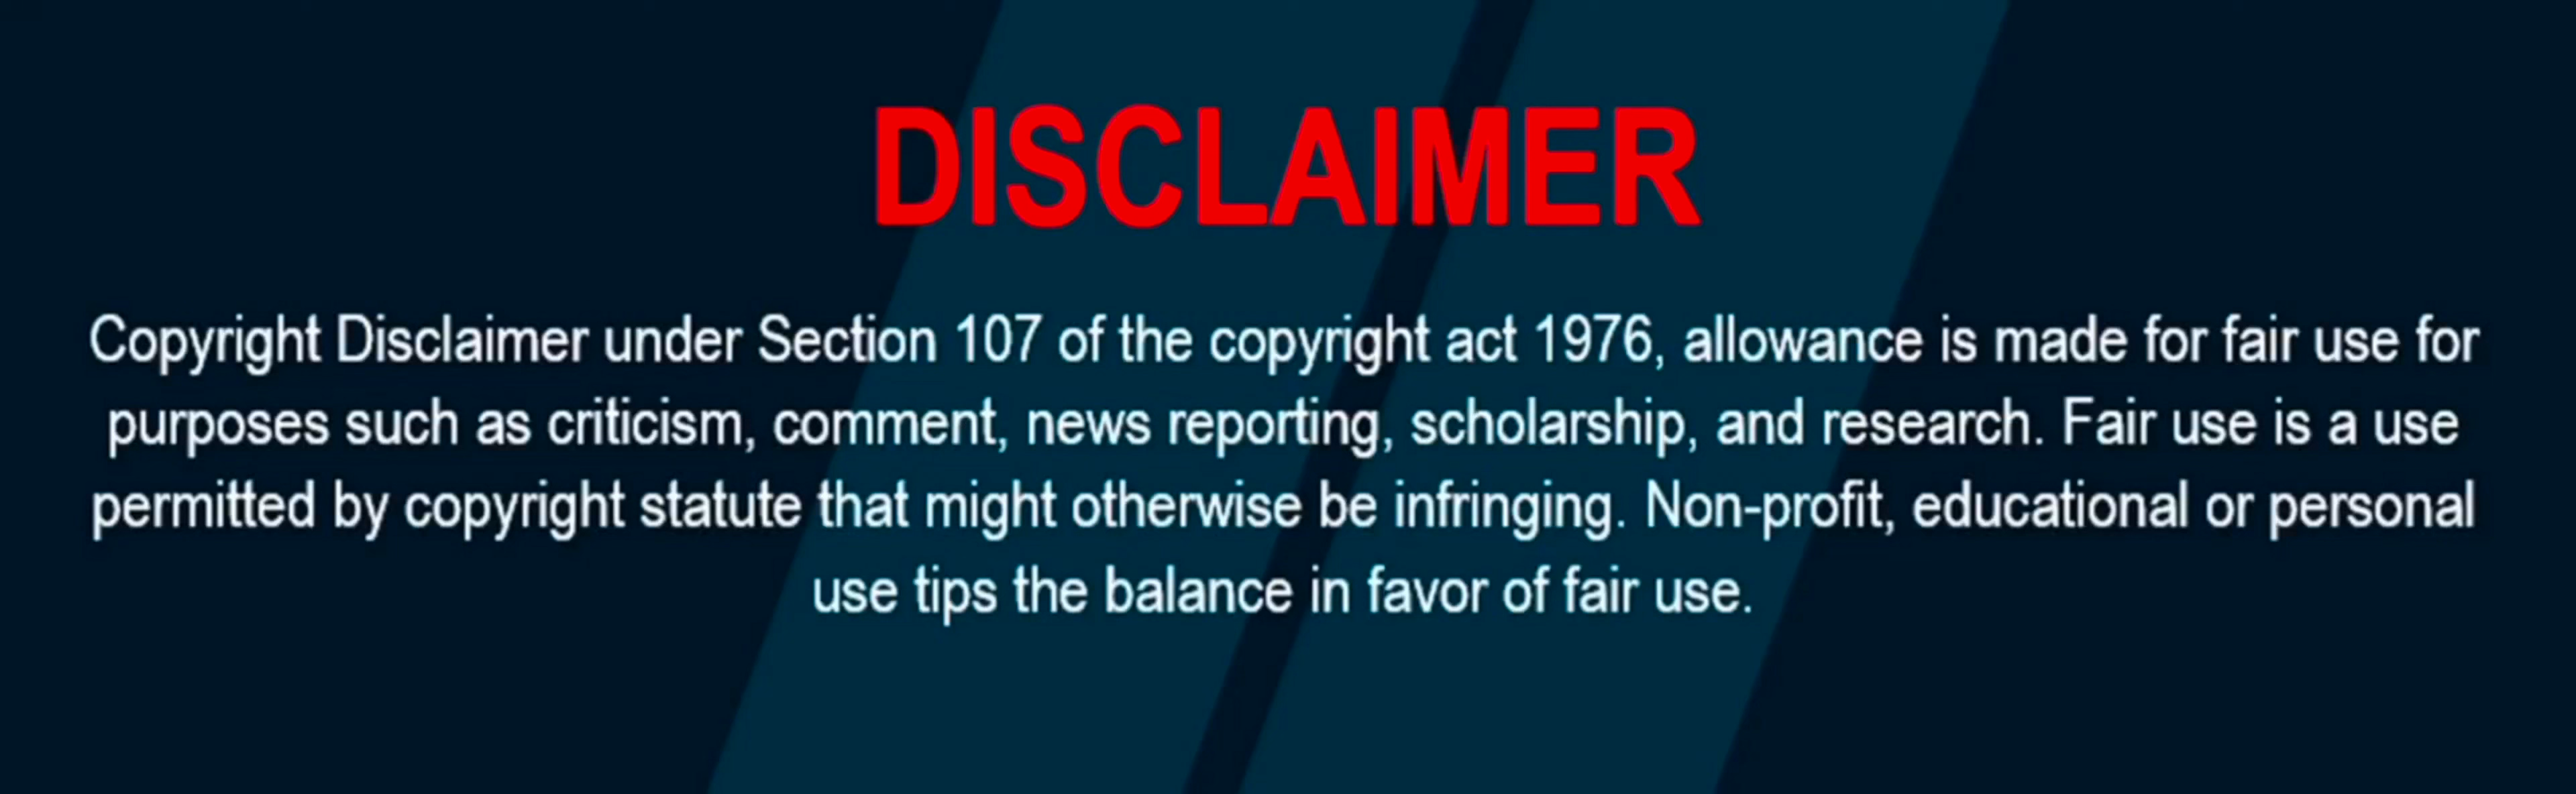 DISCLAIMER
Copyright Disclaimer under Section 107 of the copyright act 1976, allowance is made for fair use for
purposes such as criticism, comment, news reporting, scholarship, and research. Fair use is a use
permitted by copyright statute that might otherwise be infringing. Non-profit, educational or personal
use tips the balance in favor of fair use.